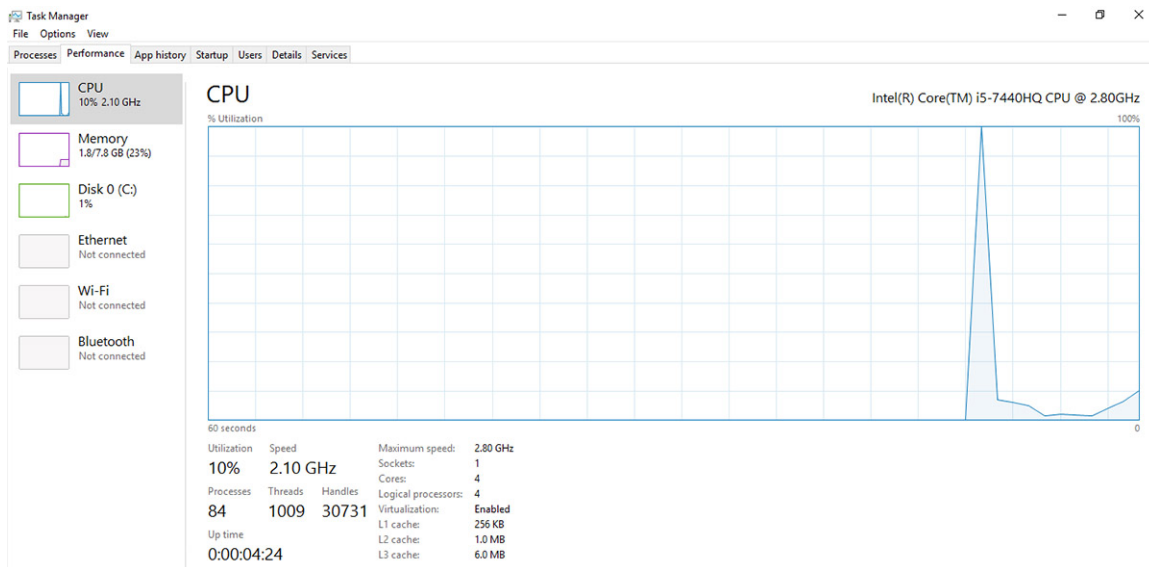 Task Manager
File Options View
Processes Performance App history Startup Users Details Services
CPU
10% 2.10 GHz
Memory
1.8/7.8 GB (23%)
Disk 0 (C:)
1%
Ethernet
Not connected
Wi-Fi
Not connected
Bluetooth
Not connected
CPU
Intel(R) Core(TM) i5-7440HQ CPU @ 2.80GHz
% Utilization 100%
60 seconds 0
Utilization Speed
10% 2.10 GHz
Processes Threads Handles
84 1009 30731
Up time
0:00:04:24
Maximum speed: 2.80 GHz
Sockets: 1
Cores: 4
Logical processors: 4
Virtualization: Enabled
L1 cache: 256 KB
L2 cache: 1.0 MB
L3 cache: 6.0 MB